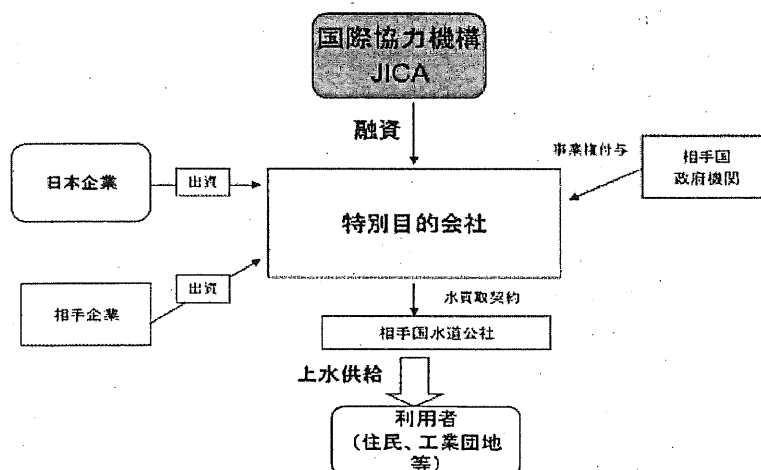 国際協力機構
JICA
融資
事業権付与
相手国
政府機関
日本企業
出資
特別目的会社
相手企業
出資
水買取契約
相手国水道公社
上水供給
利用者
(住民、工業団地
等)